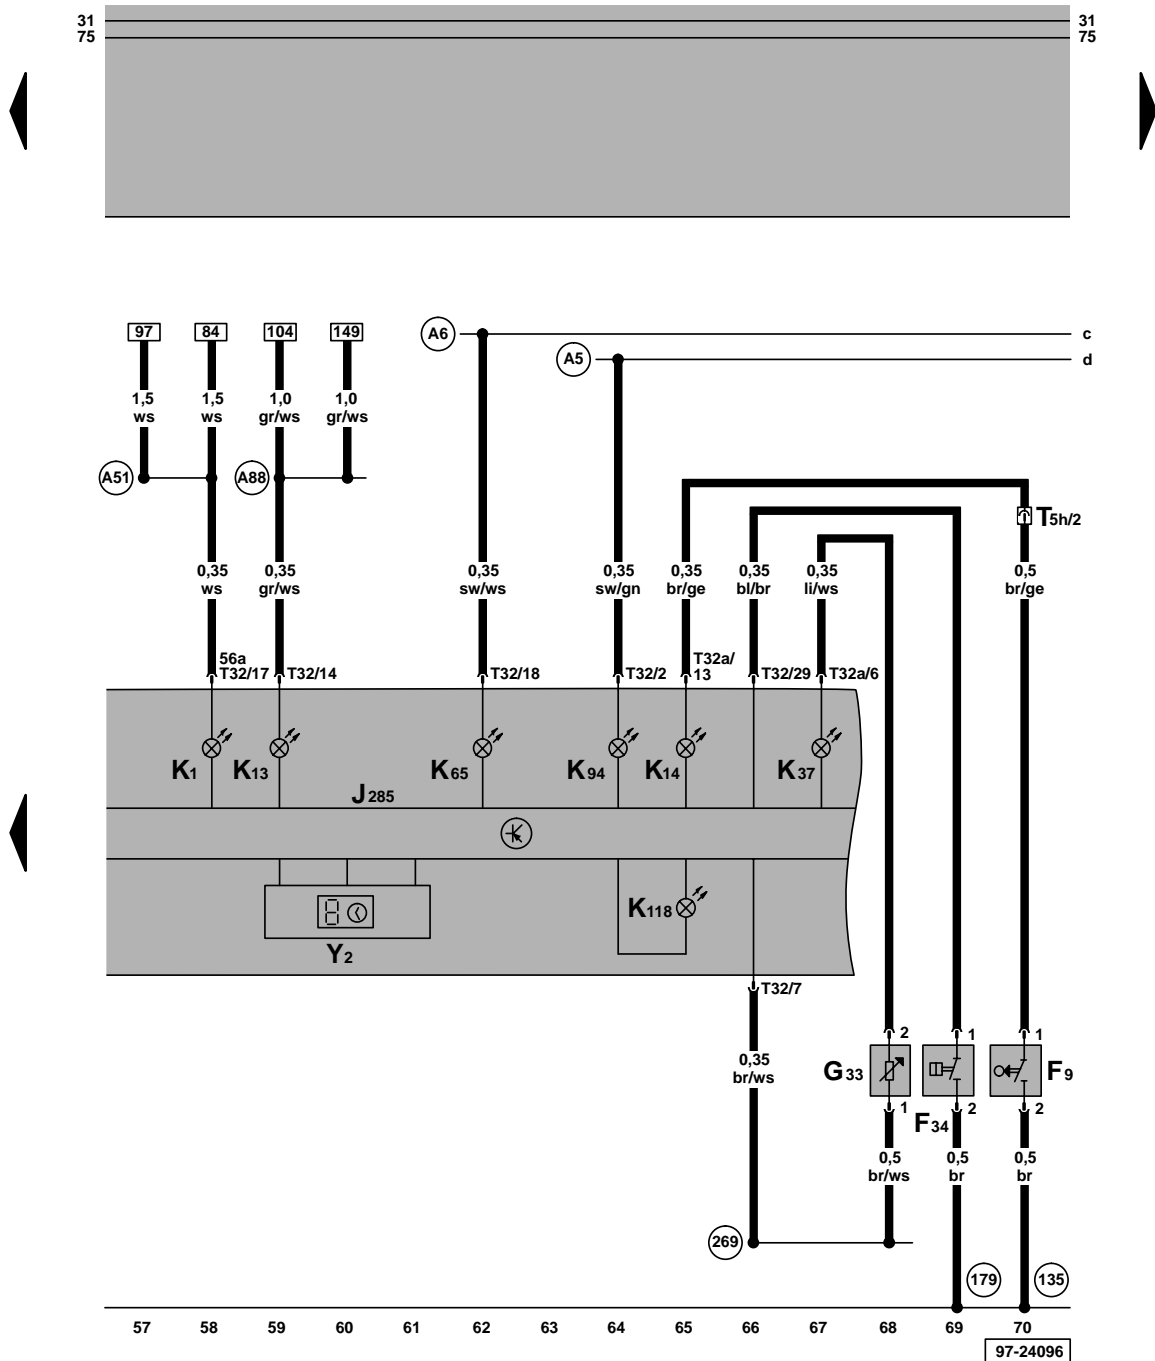 31 31
75 75
97 84 104 149
A6 c
A5 d
1,5 1,5 1,0 1,0
ws ws gr/ws gr/ws
A51 A88
T5h/2
0,35 0,35 0,35 0,35 0,35 0,35 0,35 0,5
ws gr/ws sw/ws sw/gn br/ge bl/br li/ws br/ge
56a T32a/
T32/17 T32/14 T32/18 T32/2 13 T32/29 T32a/6
K1 K13 K65 K94 K14 K37
J285
K118
Y2
T32/7
2 1 1
0,35
br/ws
G33 F9
1 2 2
F34
0,5 0,5 0,5
br/ws br br
269
179 135
57 58 59 60 61 62 63 64 65 66 67 68 69 70
97-24096